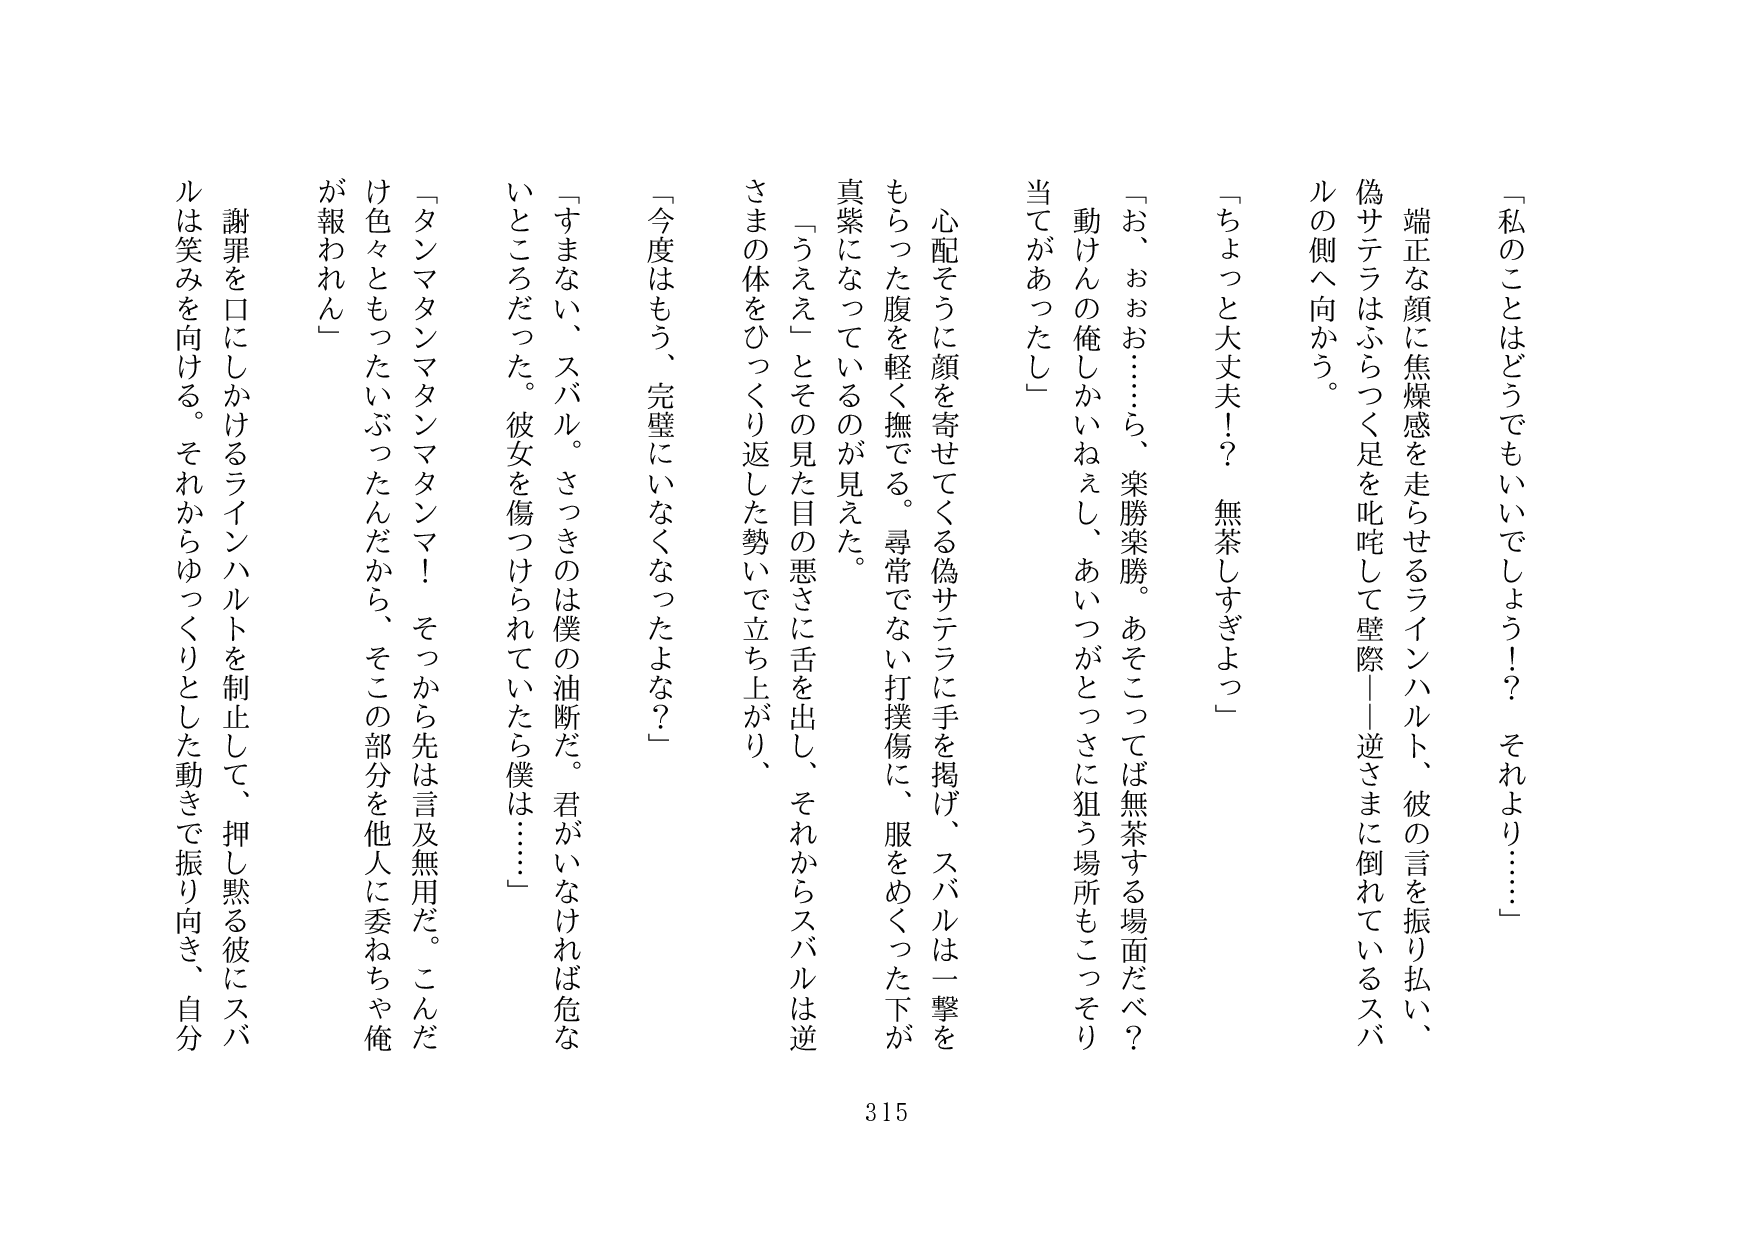 「私のことはどうでもいいでしょう！？　それより……」
　端正な顔に焦燥感を走らせるラインハルト、彼の言を振り払い、
偽サテラはふらつく足を叱咤して壁際――逆さまに倒れているスバ
ルの側へ向かう。
「ちょっと大丈夫！？　無茶しすぎよっ」
「お、おぉお……ら、楽勝楽勝。あそこってば無茶する場面だべ？
　動けんの俺しかいねぇし、あいつがとっさに狙う場所もこっそり
当てがあったし」
　心配そうに顔を寄せてくる偽サテラに手を掲げ、スバルは一撃を
もらった腹を軽く撫でる。尋常でない打撲傷に、服をめくった下が
真紫になっているのが見えた。
　「うええ」とその見た目の悪さに舌を出し、それからスバルは逆
さまの体をひっくり返した勢いで立ち上がり、
「今度はもう、完璧にいなくなったよな？」
「すまない、スバル。さっきのは僕の油断だ。君がいなければ危な
いところだった。彼女を傷つけられていたら僕は……」
「タンマタンマタンマタンマ！　そっから先は言及無用だ。こんだ
け色々ともったいぶったんだから、そこの部分を他人に委ねちゃ俺
が報われん」
　謝罪を口にしかけるラインハルトを制止して、押し黙る彼にスバ
ルは笑みを向ける。それからゆっくりとした動きで振り向き、自分
315